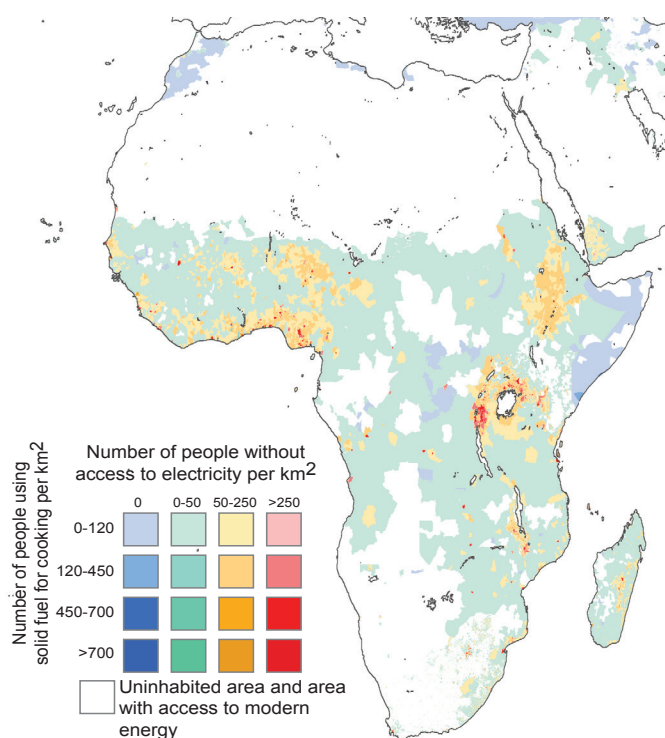 Number of people without
access to electricity per km2
0 0-50 50-250 >250
Number of people using
solid fuel for cooking per km2
0-120
120-450
450-700
>700
Uninhabited area and area
with access to modern
energy